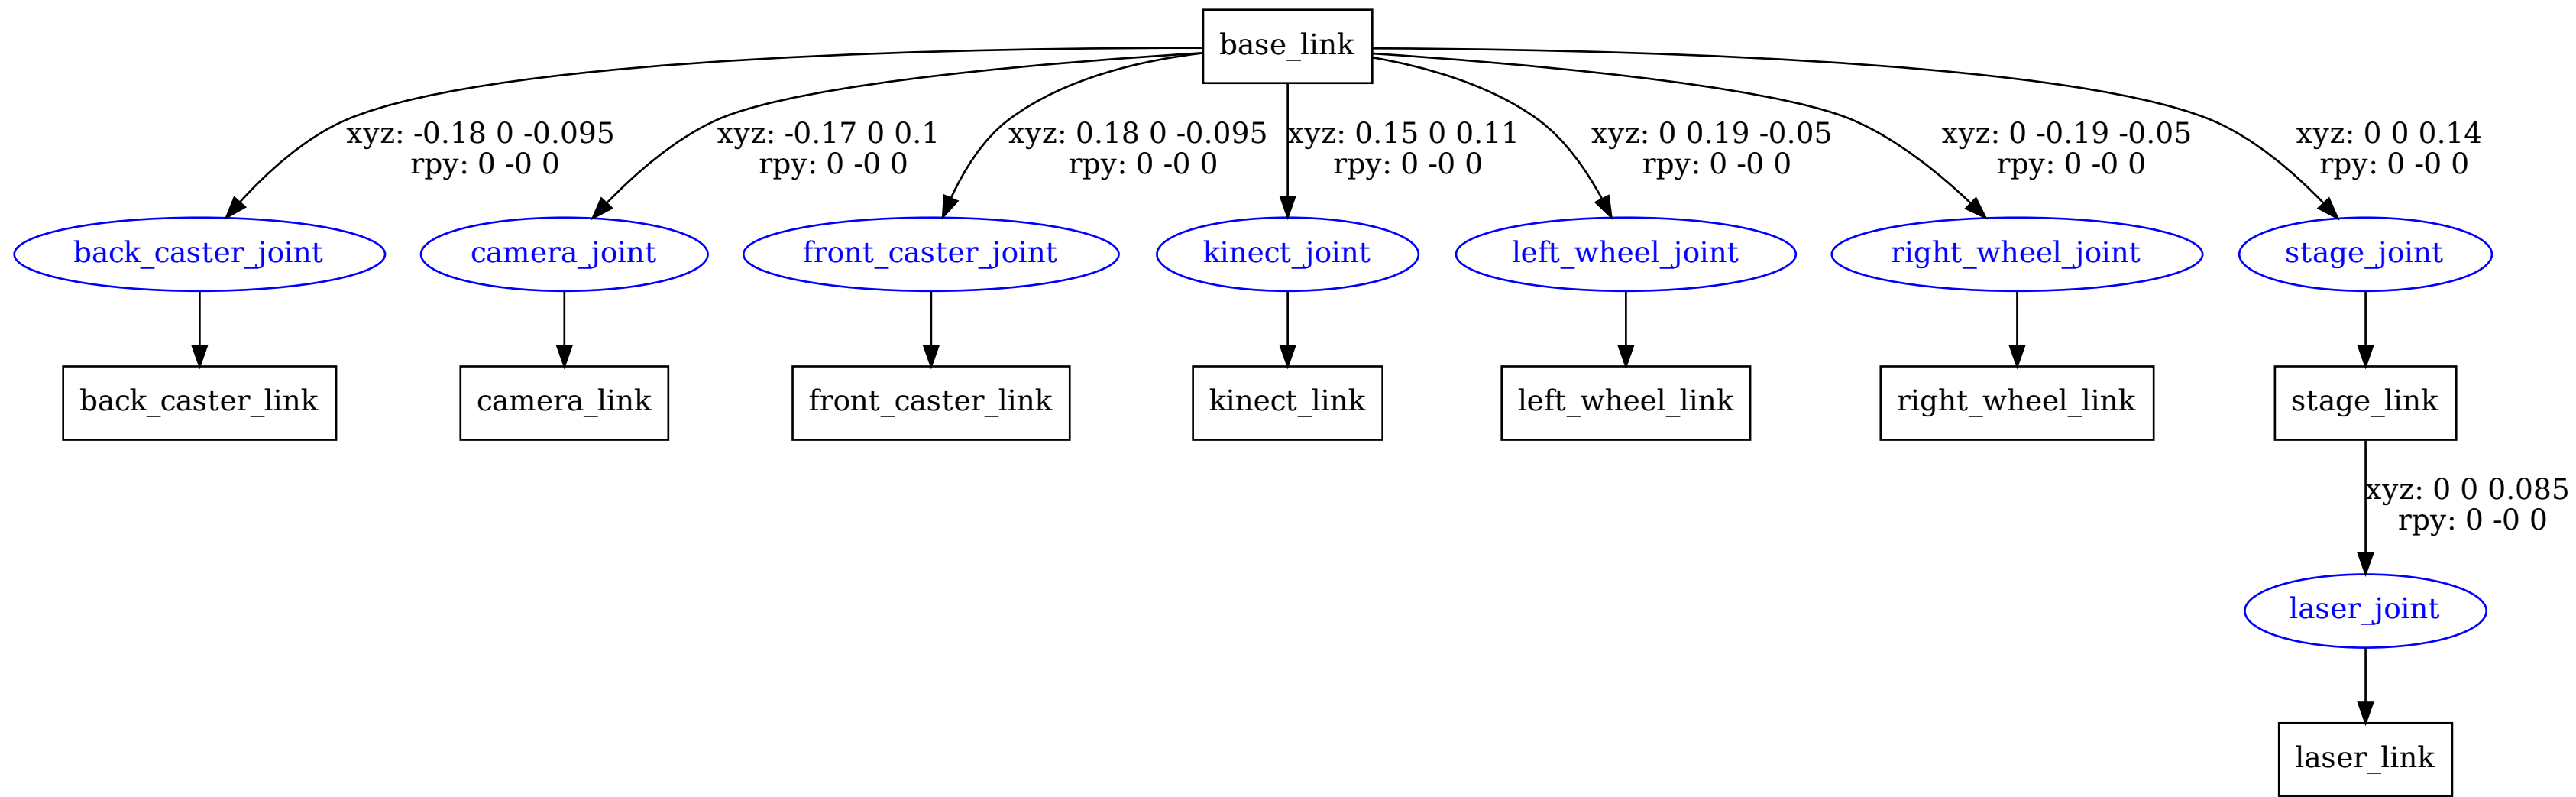 base_link
xyz: -0.18 0 -0.095
rpy: 0 -0 0
xyz: -0.17 0 0.1
rpy: 0 -0 0
xyz: 0.18 0 -0.095
rpy: 0 -0 0
xyz: 0.15 0 0.11
rpy: 0 -0 0
xyz: 0 0.19 -0.05
rpy: 0 -0 0
xyz: 0 -0.19 -0.05
rpy: 0 -0 0
xyz: 0 0 0.14
rpy: 0 -0 0
back_caster_joint
camera_joint
front_caster_joint
kinect_joint
left_wheel_joint
right_wheel_joint
stage_joint
back_caster_link
camera_link
front_caster_link
kinect_link
left_wheel_link
right_wheel_link
stage_link
xyz: 0 0 0.085
rpy: 0 -0 0
laser_joint
laser_link